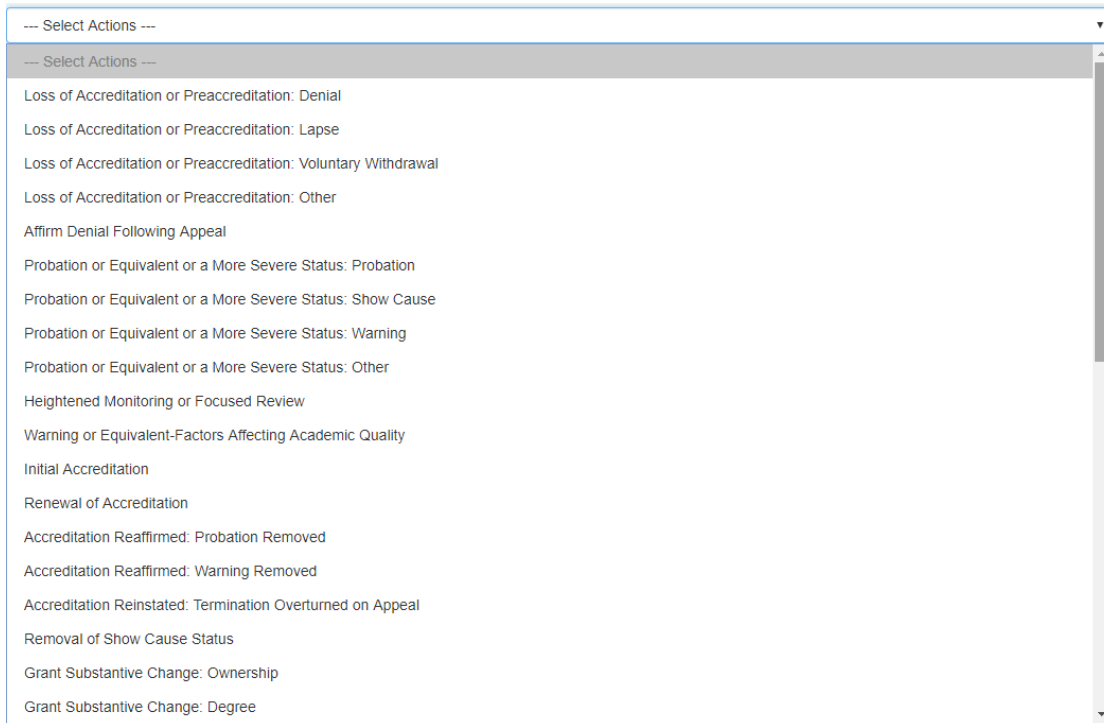 --- Select Actions ---
--- Select Actions ---
Loss of Accreditation or Preaccreditation: Denial
Loss of Accreditation or Preaccreditation: Lapse
Loss of Accreditation or Preaccreditation: Voluntary Withdrawal
Loss of Accreditation or Preaccreditation: Other
Affirm Denial Following Appeal
Probation or Equivalent or a More Severe Status: Probation
Probation or Equivalent or a More Severe Status: Show Cause
Probation or Equivalent or a More Severe Status: Warning
Probation or Equivalent or a More Severe Status: Other
Heightened Monitoring or Focused Review
Warning or Equivalent-Factors Affecting Academic Quality
Initial Accreditation
Renewal of Accreditation
Accreditation Reaffirmed: Probation Removed
Accreditation Reaffirmed: Warning Removed
Accreditation Reinstated: Termination Overturned on Appeal
Removal of Show Cause Status
Grant Substantive Change: Ownership
Grant Substantive Change: Degree